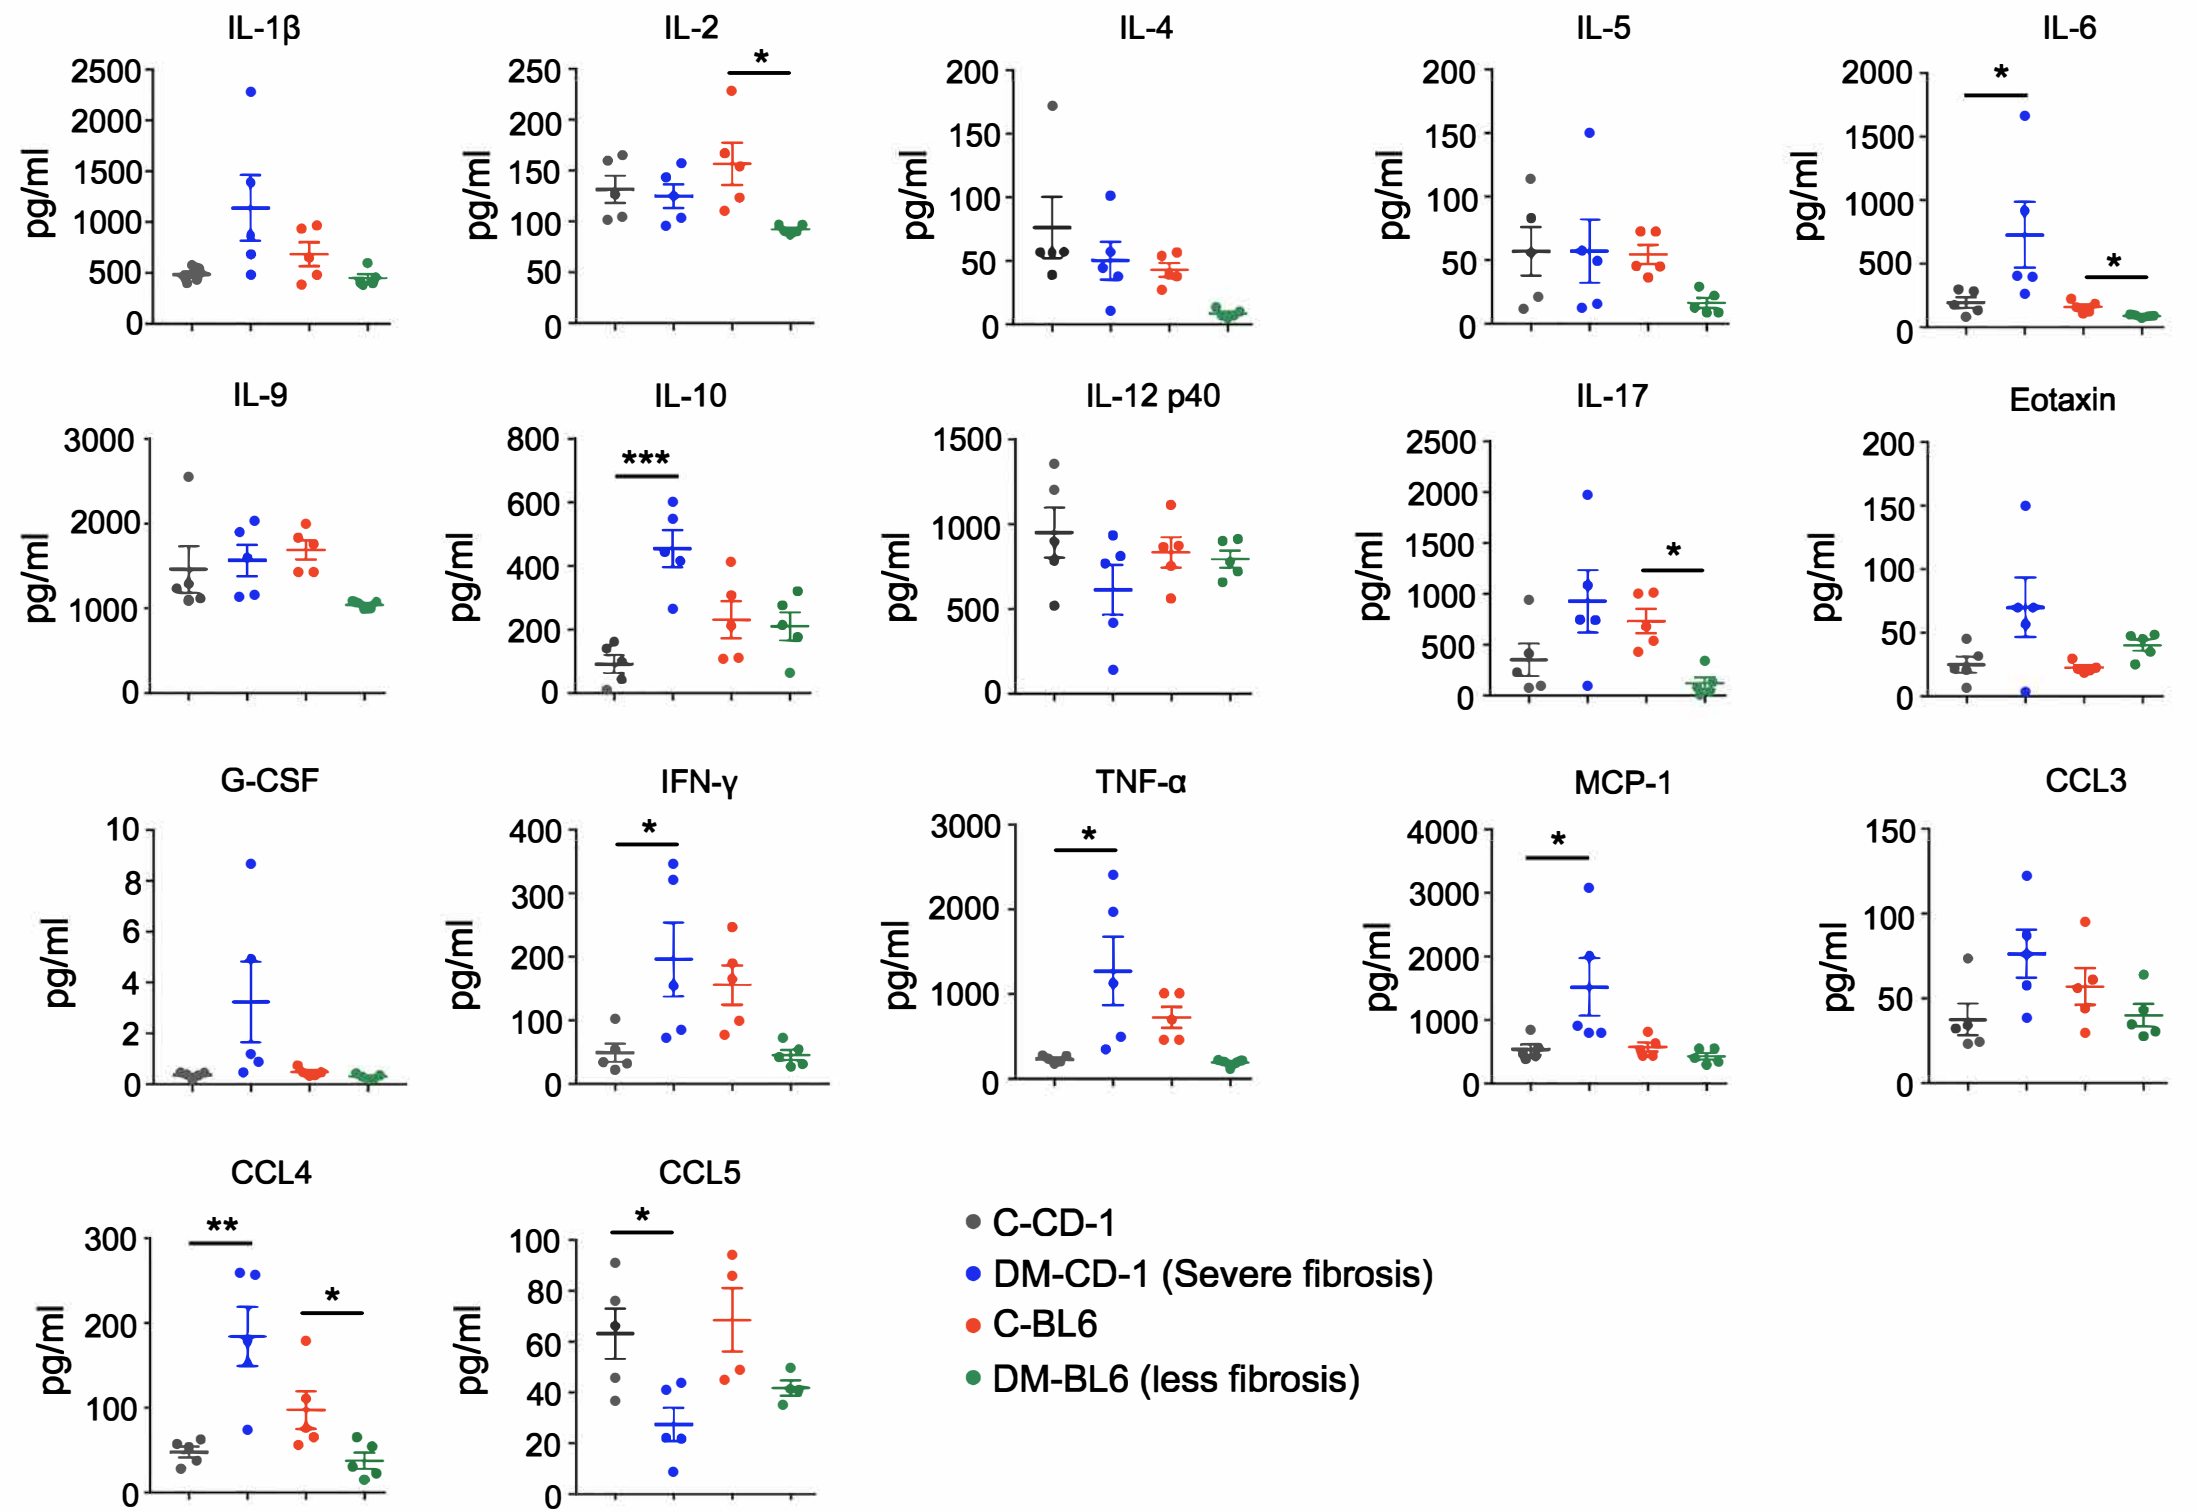 IL-1β
2500
2000
1500
1000
500
0
pg/ml
IL-2
250
200
150
100
50
0
pg/ml
*
IL-4
200
150
100
50
0
pg/ml
IL-5
200
150
100
50
0
pg/ml
IL-6
2000
1500
1000
500
0
pg/ml
*
*
IL-9
3000
2000
1000
0
pg/ml
IL-10
800
600
400
200
0
pg/ml
***
IL-12 p40
1500
1000
500
0
pg/ml
IL-17
2500
2000
1500
1000
500
0
pg/ml
*
Eotaxin
200
150
100
50
0
pg/ml
G-CSF
10
8
6
4
2
0
pg/ml
IFN-γ
400
300
200
100
0
pg/ml
*
TNF-α
3000
2000
1000
0
pg/ml
*
MCP-1
4000
3000
2000
1000
0
pg/ml
*
CCL3
150
100
50
0
pg/ml
CCL4
300
200
100
0
pg/ml
**
*
CCL5
100
80
60
40
20
0
pg/ml
*
C-CD-1
DM-CD-1 (Severe fibrosis)
C-BL6
DM-BL6 (less fibrosis)